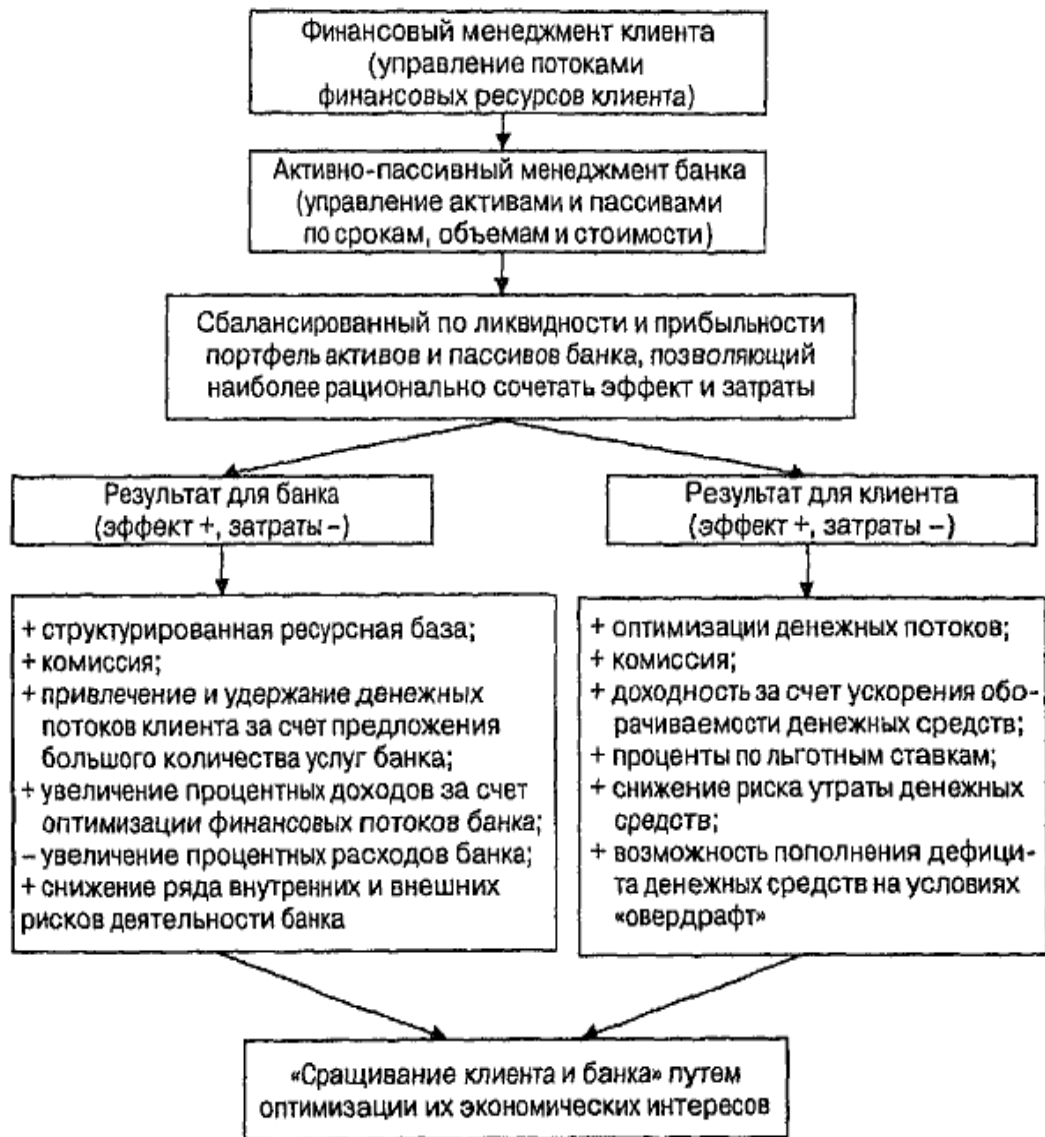 Финансовый менеджмент клиента
(управление потоками
финансовых ресурсов клиента)
Активно-пассивный менеджмент банка
(управление активами и пассивами
по срокам, объемам и стоимости)
Сбалансированный по ликвидности и прибыльности
портфель активов и пассивов банка, позволяющий
наиболее рационально сочетать эффект и затраты
Результат для банка
(эффект +, затраты –)
Результат для клиента
(эффект +, затраты –)
+ структурированная ресурсная база;
+ комиссия;
+ привлечение и удержание денежных
потоков клиента за счет предложения
большого количества услуг банка;
+ увеличение процентных доходов за счет
оптимизации финансовых потоков банка;
– увеличение процентных расходов банка;
+ снижение ряда внутренних и внешних
рисков деятельности банка
+ оптимизации денежных потоков;
+ комиссия;
+ доходность за счет ускорения обо-
рачиваемости денежных средств;
+ проценты по льготным ставкам;
+ снижение риска утраты денежных
средств;
+ возможность пополнения дефици-
та денежных средств на условиях
«овердрафт»
«Сращивание клиента и банка» путем
оптимизации их экономических интересов